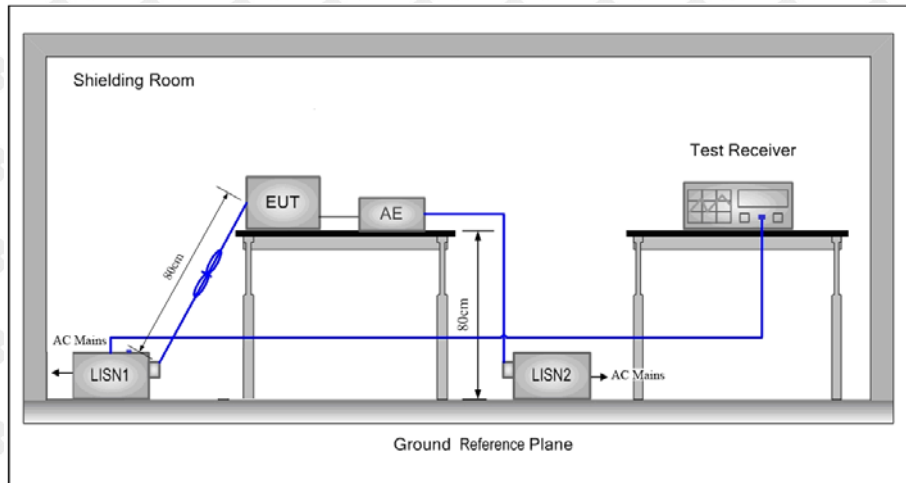 Shielding Room
Test Receiver
EUT
AE
80cm
80cm
AC Mains
LISN1
LISN2
AC Mains
Ground Reference Plane